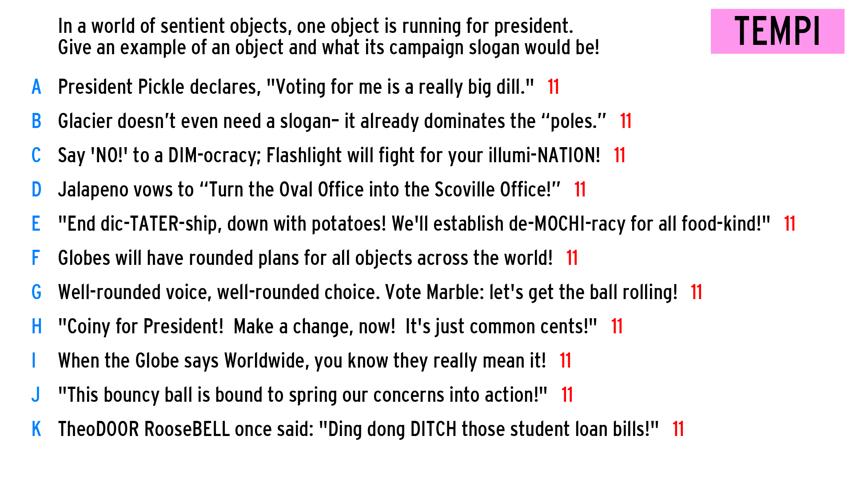 In a world of sentient objects, one object is running for president.
Give an example of an object and what its campaign slogan would be!
TEMPI
A President Pickle declares, "Voting for me is a really big dill." 11
B Glacier doesn’t even need a slogan– it already dominates the “poles.” 11
C Say 'NO!' to a DIM-ocracy; Flashlight will fight for your illumi-NATION! 11
D Jalapeno vows to “Turn the Oval Office into the Scoville Office!” 11
E "End dic-TATER-ship, down with potatoes! We'll establish de-MOCHI-racy for all food-kind!" 11
F Globes will have rounded plans for all objects across the world! 11
G Well-rounded voice, well-rounded choice. Vote Marble: let's get the ball rolling! 11
H "Coiny for President!  Make a change, now!  It's just common cents!" 11
I When the Globe says Worldwide, you know they really mean it! 11
J "This bouncy ball is bound to spring our concerns into action!" 11
K TheoDOOR RooseBELL once said: "Ding dong DITCH those student loan bills!" 11